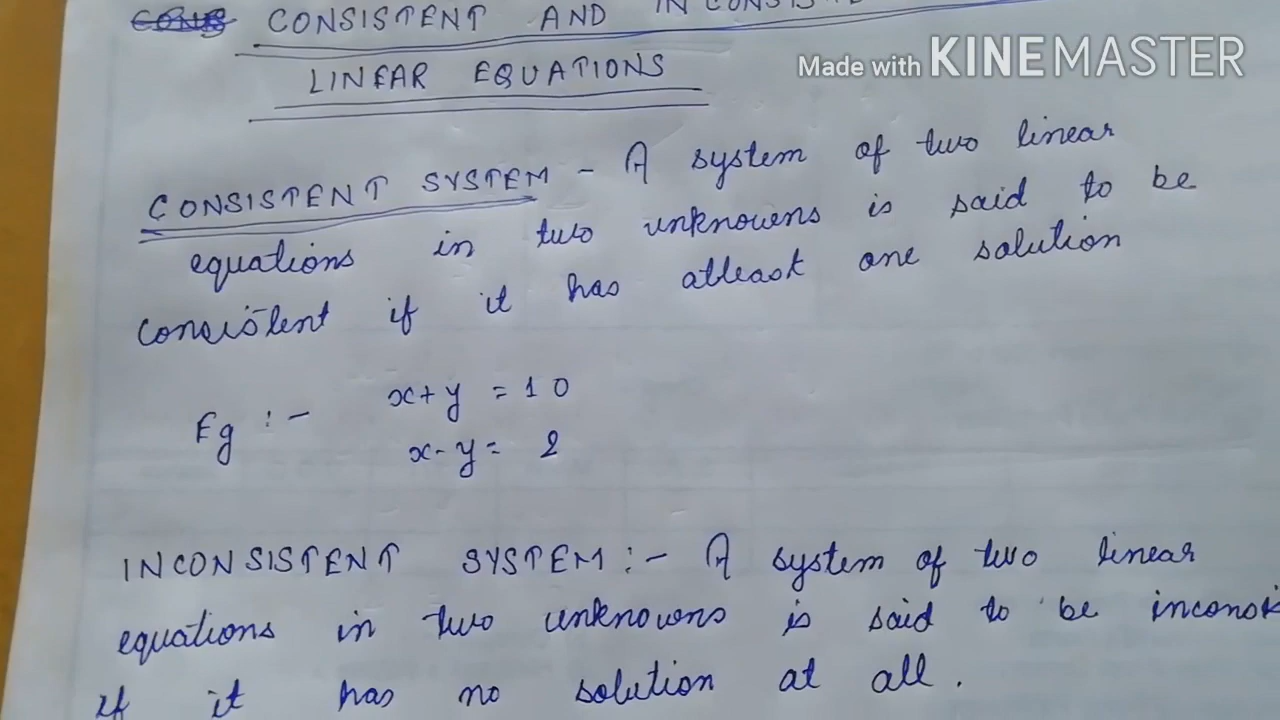 CONSISTENT AND
Made with KINEMASTER
LINEAR EQUATIONS
CONSISTENT SYSTEM - A system of two linear
equations in two unknowns is said to be
consistent if it has atleast one solution
Eg :- x+y = 10
x-y = 2
INCONSISTENT SYSTEM :- A system of two linear
equations in two unknowns is said to be
if it has no solution at all.